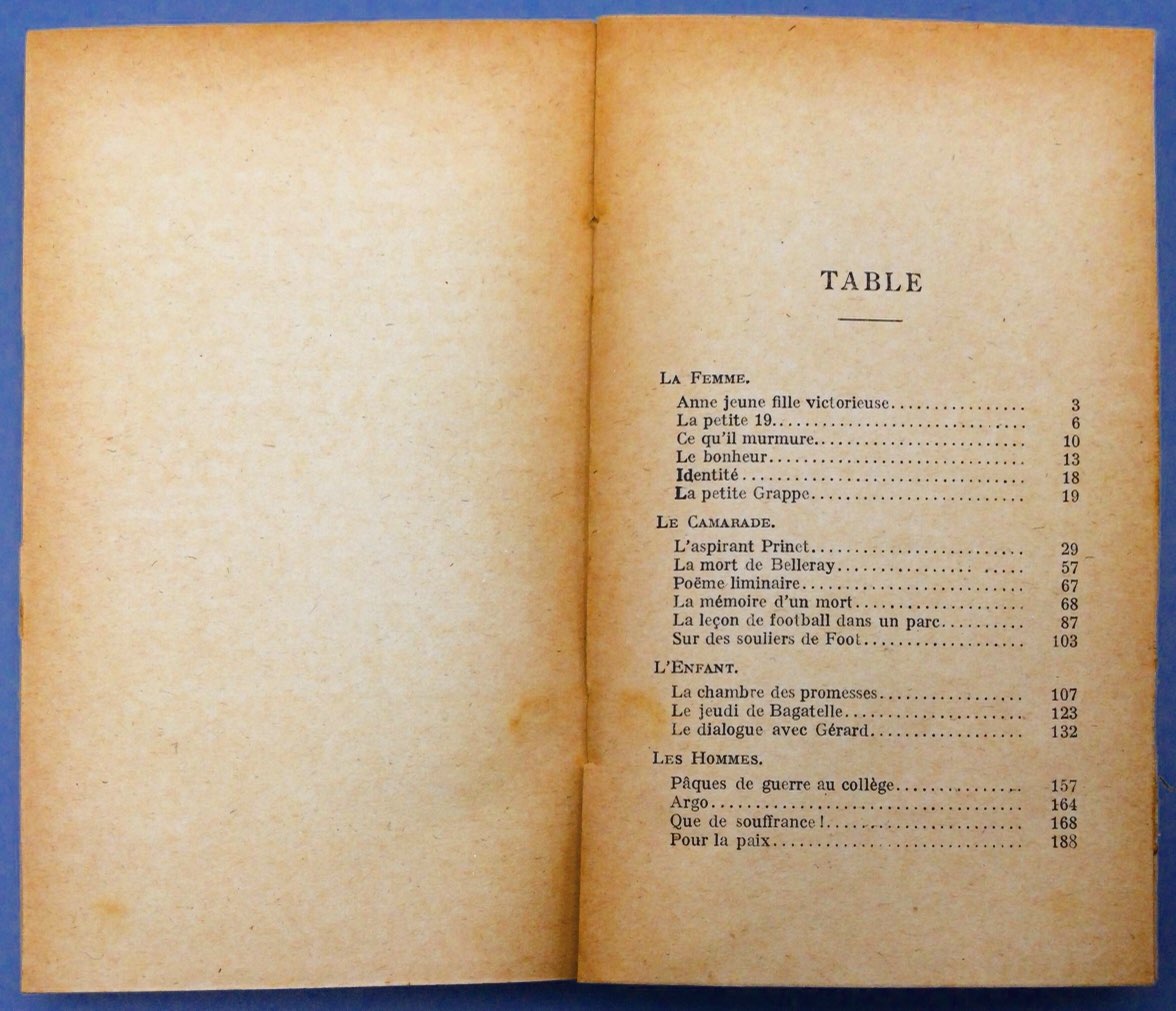 TABLE
LA FEMME.
Anne jeune fille victorieuse................ 3
La petite 19.............................. 6
Ce qu'il murmure......................... 10
Le bonheur.............................. 13
Identité.................................. 18
La petite Grappe.......................... 19
LE CAMARADE.
L'aspirant Prinet.......................... 29
La mort de Belleray...................... 57
Poëme liminaire........................... 67
La mémoire d'un mort.................... 68
La leçon de football dans un parc.......... 87
Sur des souliers de Foot................... 103
L'ENFANT.
La chambre des promesses................. 107
Le jeudi de Bagatelle..................... 123
Le dialogue avec Gérard.................. 132
LES HOMMES.
Pâques de guerre au collège............... 157
Argo..................................... 164
Que de souffrance!....................... 168
Pour la paix.............................. 188